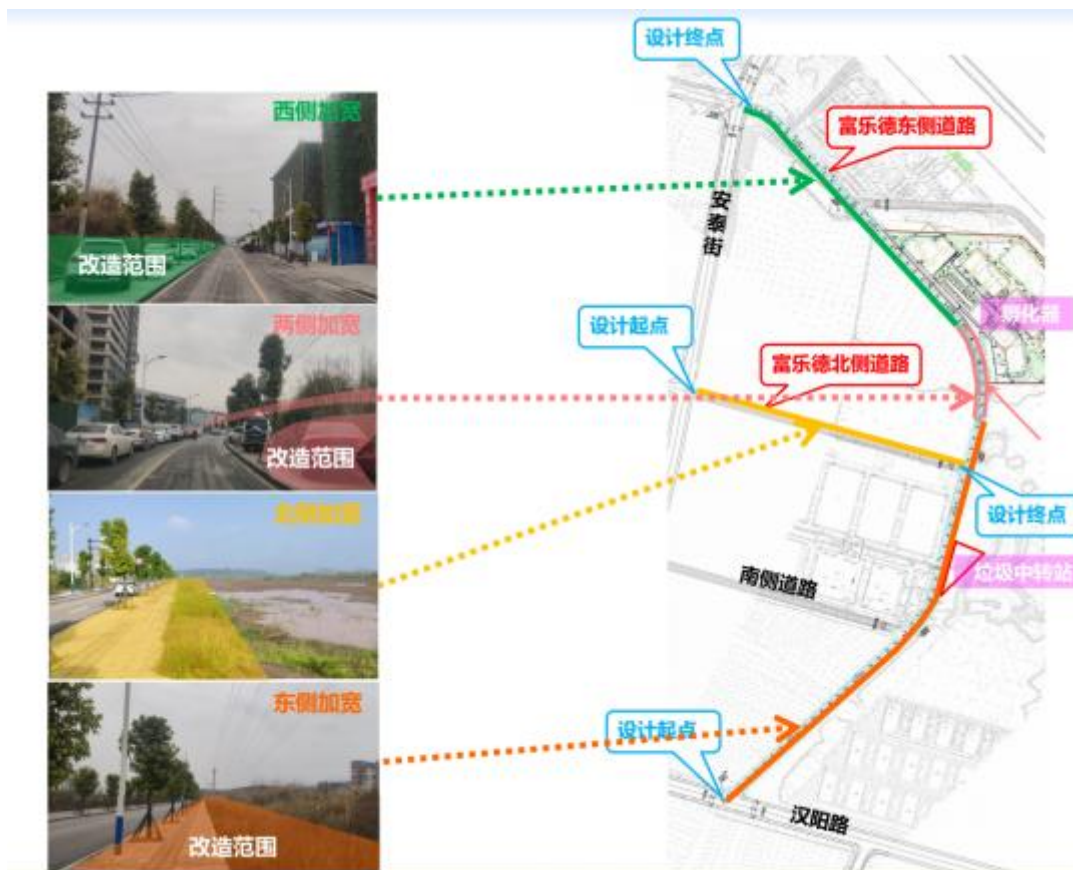 设计终点
西侧加宽
富乐德东侧道路
安泰街
改造范围
孵化器
两侧加宽
设计起点
富乐德北侧道路
改造范围
北侧加宽
设计终点
垃圾中转站
南侧道路
东侧加宽
设计起点
改造范围
汉阳路